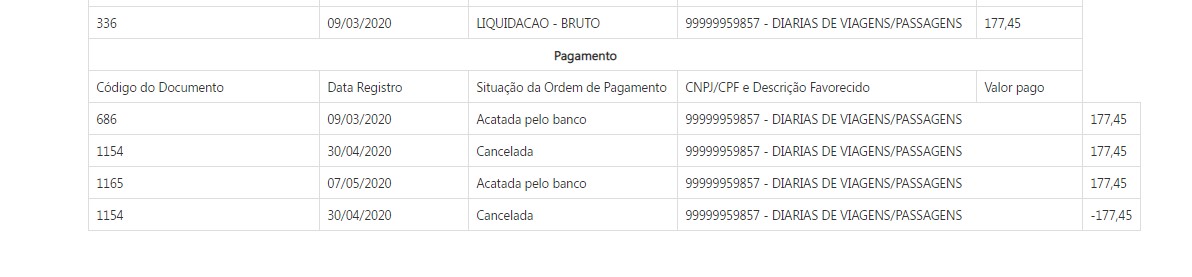 336 09/03/2020 LIQUIDACAO - BRUTO 99999959857 - DIARIAS DE VIAGENS/PASSAGENS 177,45
Pagamento
Código do Documento Data Registro Situação da Ordem de Pagamento CNPJ/CPF e Descrição Favorecido Valor pago
686 09/03/2020 Acatada pelo banco 99999959857 - DIARIAS DE VIAGENS/PASSAGENS 177,45
1154 30/04/2020 Cancelada 99999959857 - DIARIAS DE VIAGENS/PASSAGENS 177,45
1165 07/05/2020 Acatada pelo banco 99999959857 - DIARIAS DE VIAGENS/PASSAGENS 177,45
1154 30/04/2020 Cancelada 99999959857 - DIARIAS DE VIAGENS/PASSAGENS -177,45